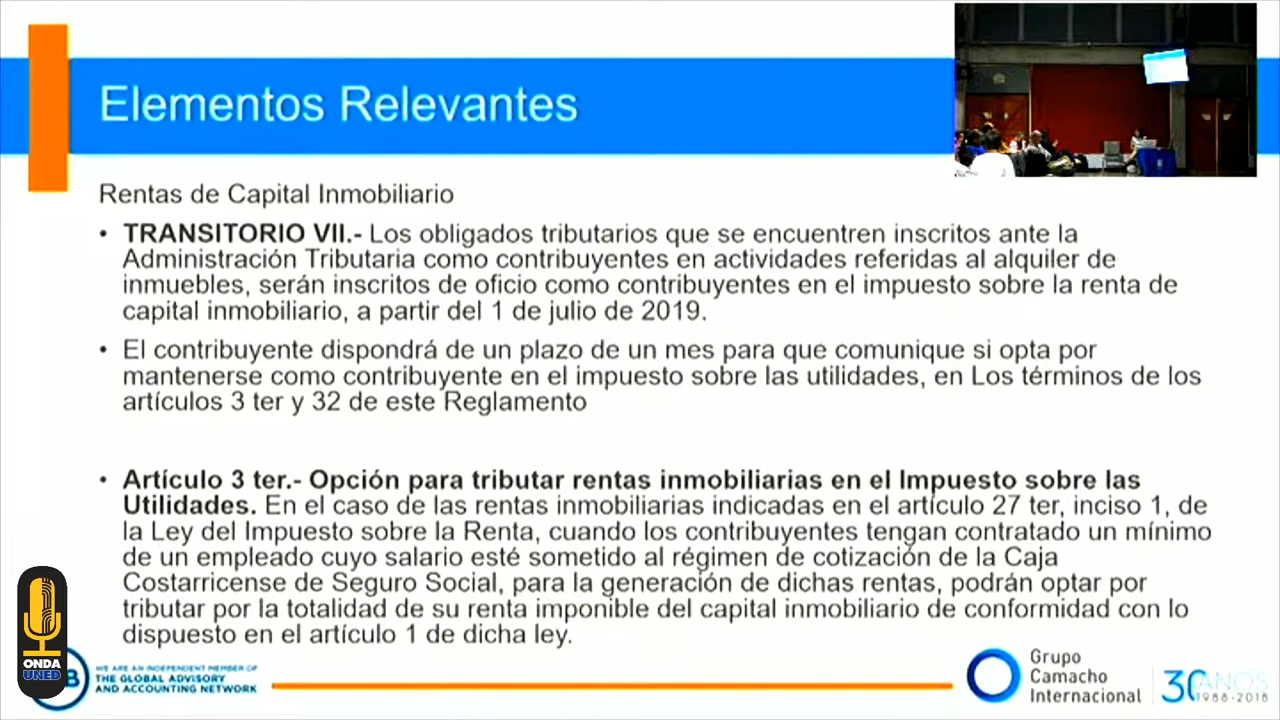 Elementos Relevantes
Rentas de Capital Inmobiliario
• TRANSITORIO VII.- Los obligados tributarios que se encuentren inscritos ante la
Administración Tributaria como contribuyentes en actividades referidas al alquiler de
inmuebles, serán inscritos de oficio como contribuyentes en el impuesto sobre la renta de
capital inmobiliario, a partir del 1 de julio de 2019.
• El contribuyente dispondrá de un plazo de un mes para que comunique si opta por
mantenerse como contribuyente en el impuesto sobre las utilidades, en Los términos de los
artículos 3 ter y 32 de este Reglamento
• Artículo 3 ter.- Opción para tributar rentas inmobiliarias en el Impuesto sobre las
Utilidades. En el caso de las rentas inmobiliarias indicadas en el artículo 27 ter, inciso 1, de
la Ley del Impuesto sobre la Renta, cuando los contribuyentes tengan contratado un mínimo
de un empleado cuyo salario esté sometido al régimen de cotización de la Caja
Costarricense de Seguro Social, para la generación de dichas rentas, podrán optar por
tributar por la totalidad de su renta imponible del capital inmobiliario de conformidad con lo
dispuesto en el artículo 1 de dicha ley.
ONDA
UNED
B
WE ARE AN INDEPENDENT MEMBER OF
THE GLOBAL ADVISORY
AND ACCOUNTING NETWORK
Grupo
Camacho
Internacional
30 AÑOS
1988-2018